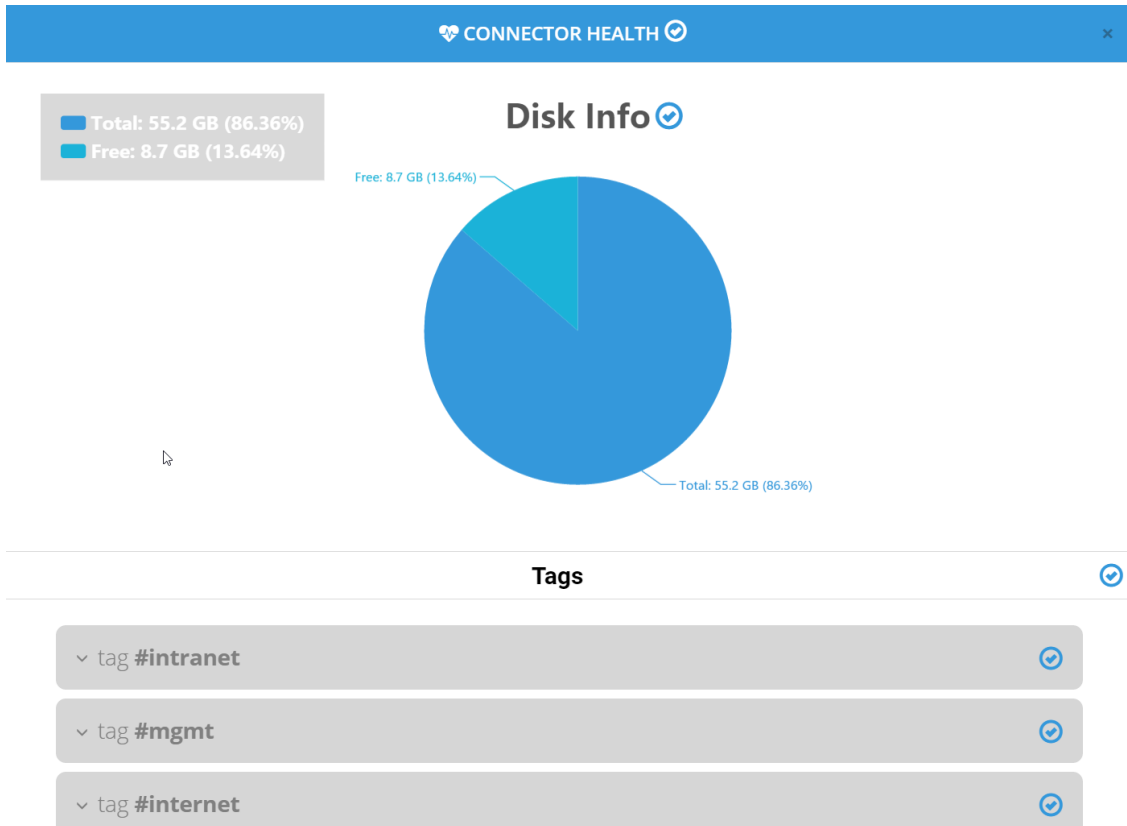 CONNECTOR HEALTH
×
Total: 55.2 GB (86.36%)
Free: 8.7 GB (13.64%)
Disk Info
Free: 8.7 GB (13.64%)
Total: 55.2 GB (86.36%)
Tags
tag #intranet
tag #mgmt
tag #internet